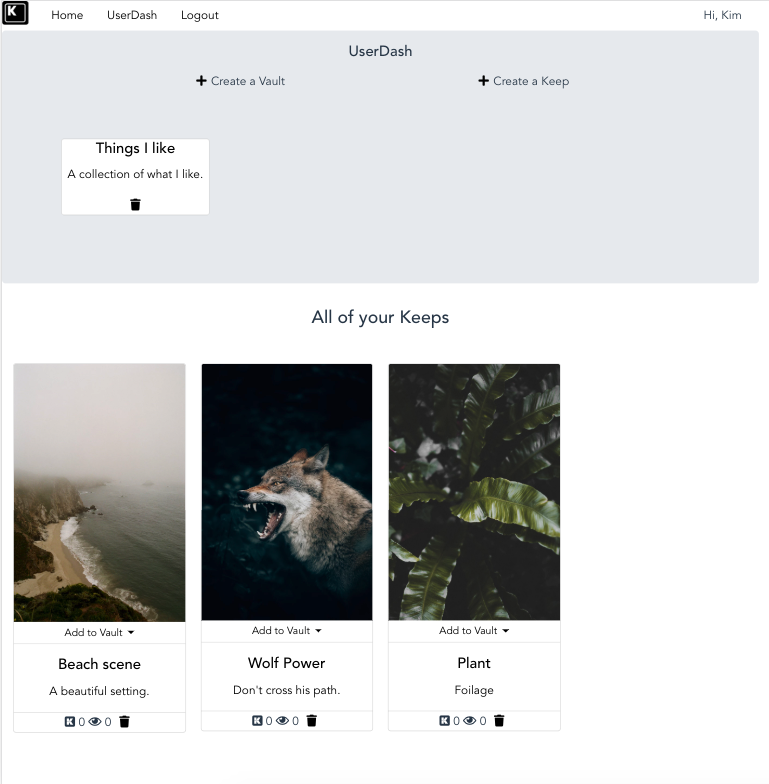 K Home UserDash Logout Hi, Kim
UserDash
Create a Vault Create a Keep
Things I like
A collection of what I like.
All of your Keeps
Add to Vault Add to Vault Add to Vault
Beach scene Wolf Power Plant
A beautiful setting. Don't cross his path. Foilage
K 0 0 K 0 0 K 0 0